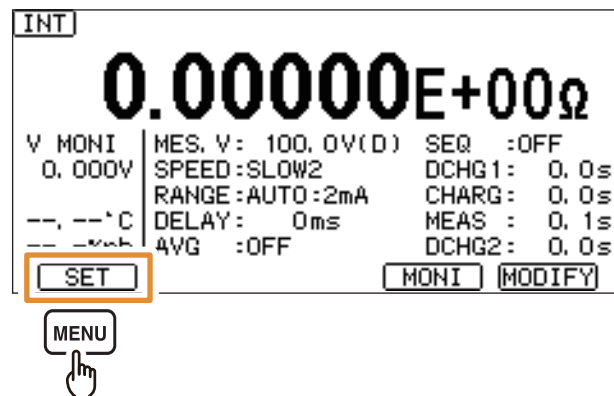 INT
0.00000E+00Ω
V MONI
0.000V
--.--°C
MES.V: 100.0V(D)
SPEED:SLOW2
RANGE:AUTO:2mA
DELAY: 0ms
AVG :OFF
SEQ :OFF
DCHG1: 0.0s
CHARG: 0.0s
MEAS : 0.1s
DCHG2: 0.0s
SET
MONI
MODIFY
MENU